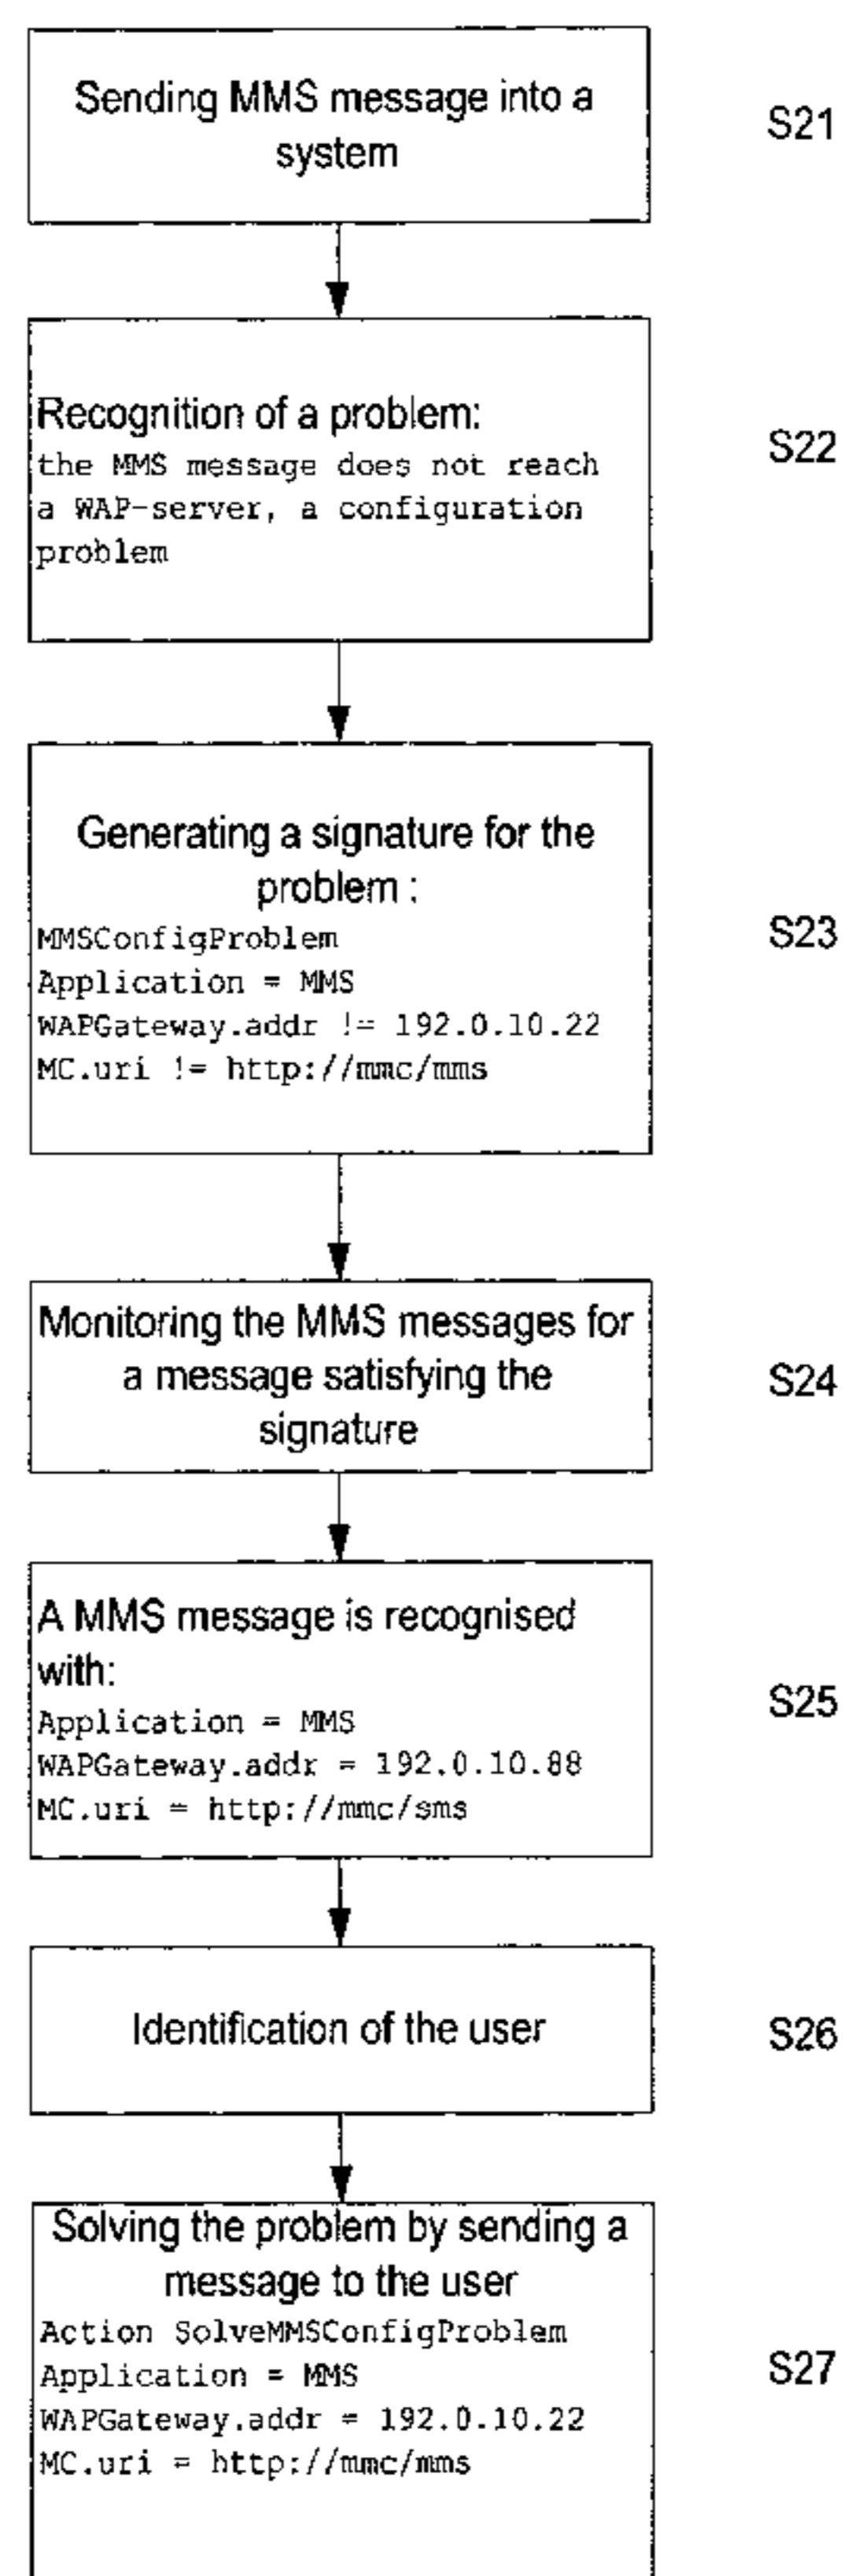 Sending MMS message into a
system
S21
Recognition of a problem:
the MMS message does not reach
a WAP-server, a configuration
problem
S22
Generating a signature for the
problem :
MMSConfigProblem
Application = MMS
WAPGateway.addr != 192.0.10.22
MC.uri != http://mmc/mms
S23
Monitoring the MMS messages for
a message satisfying the
signature
S24
A MMS message is recognised
with:
Application = MMS
WAPGateway.addr = 192.0.10.88
MC.uri = http://mmc/sms
S25
Identification of the user
S26
Solving the problem by sending a
message to the user
Action SolveMMSConfigProblem
Application = MMS
WAPGateway.addr = 192.0.10.22
MC.uri = http://mmc/mms
S27